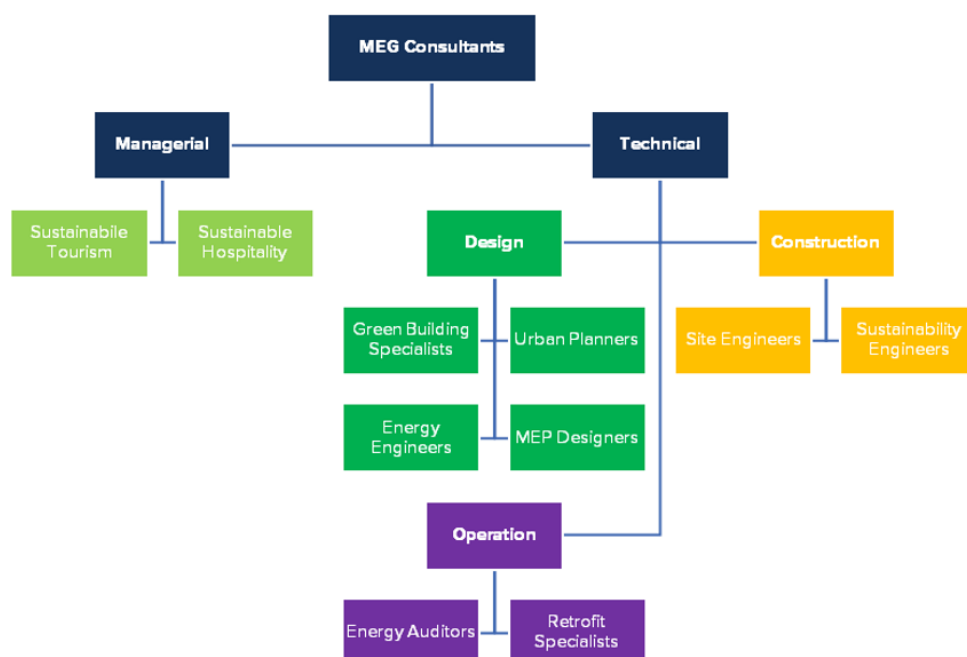 MEG Consultants
Managerial
Technical
Sustainabile
Tourism
Sustainable
Hospitality
Design
Construction
Green Building
Specialists
Urban Planners
Site Engineers
Sustainability
Engineers
Energy
Engineers
MEP Designers
Operation
Energy Auditors
Retrofit
Specialists